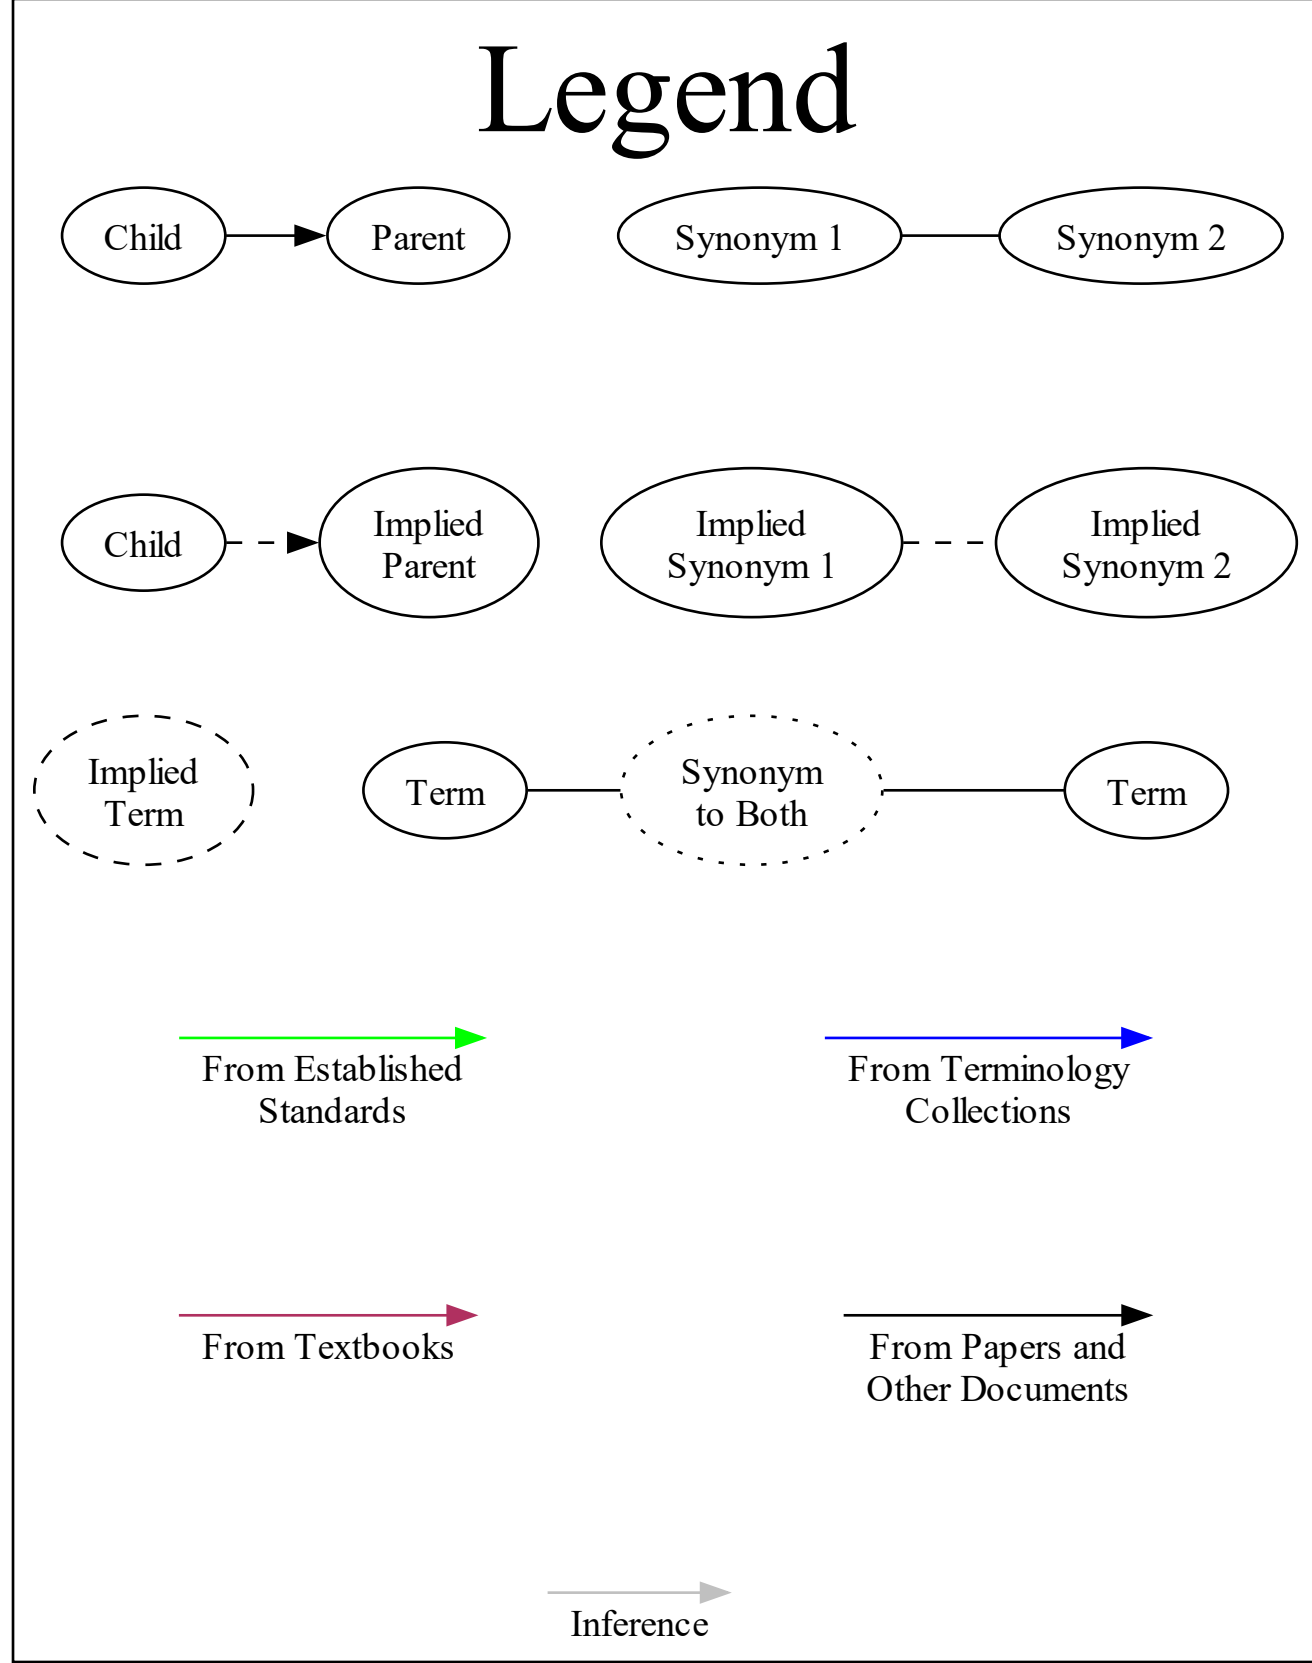 Legend
Child
Parent
Synonym 1
Synonym 2
Child
Implied
Parent
Implied
Synonym 1
Implied
Synonym 2
Implied
Term
Term
Synonym
to Both
Term
From Established
Standards
From Terminology
Collections
From Textbooks
From Papers and
Other Documents
Inference